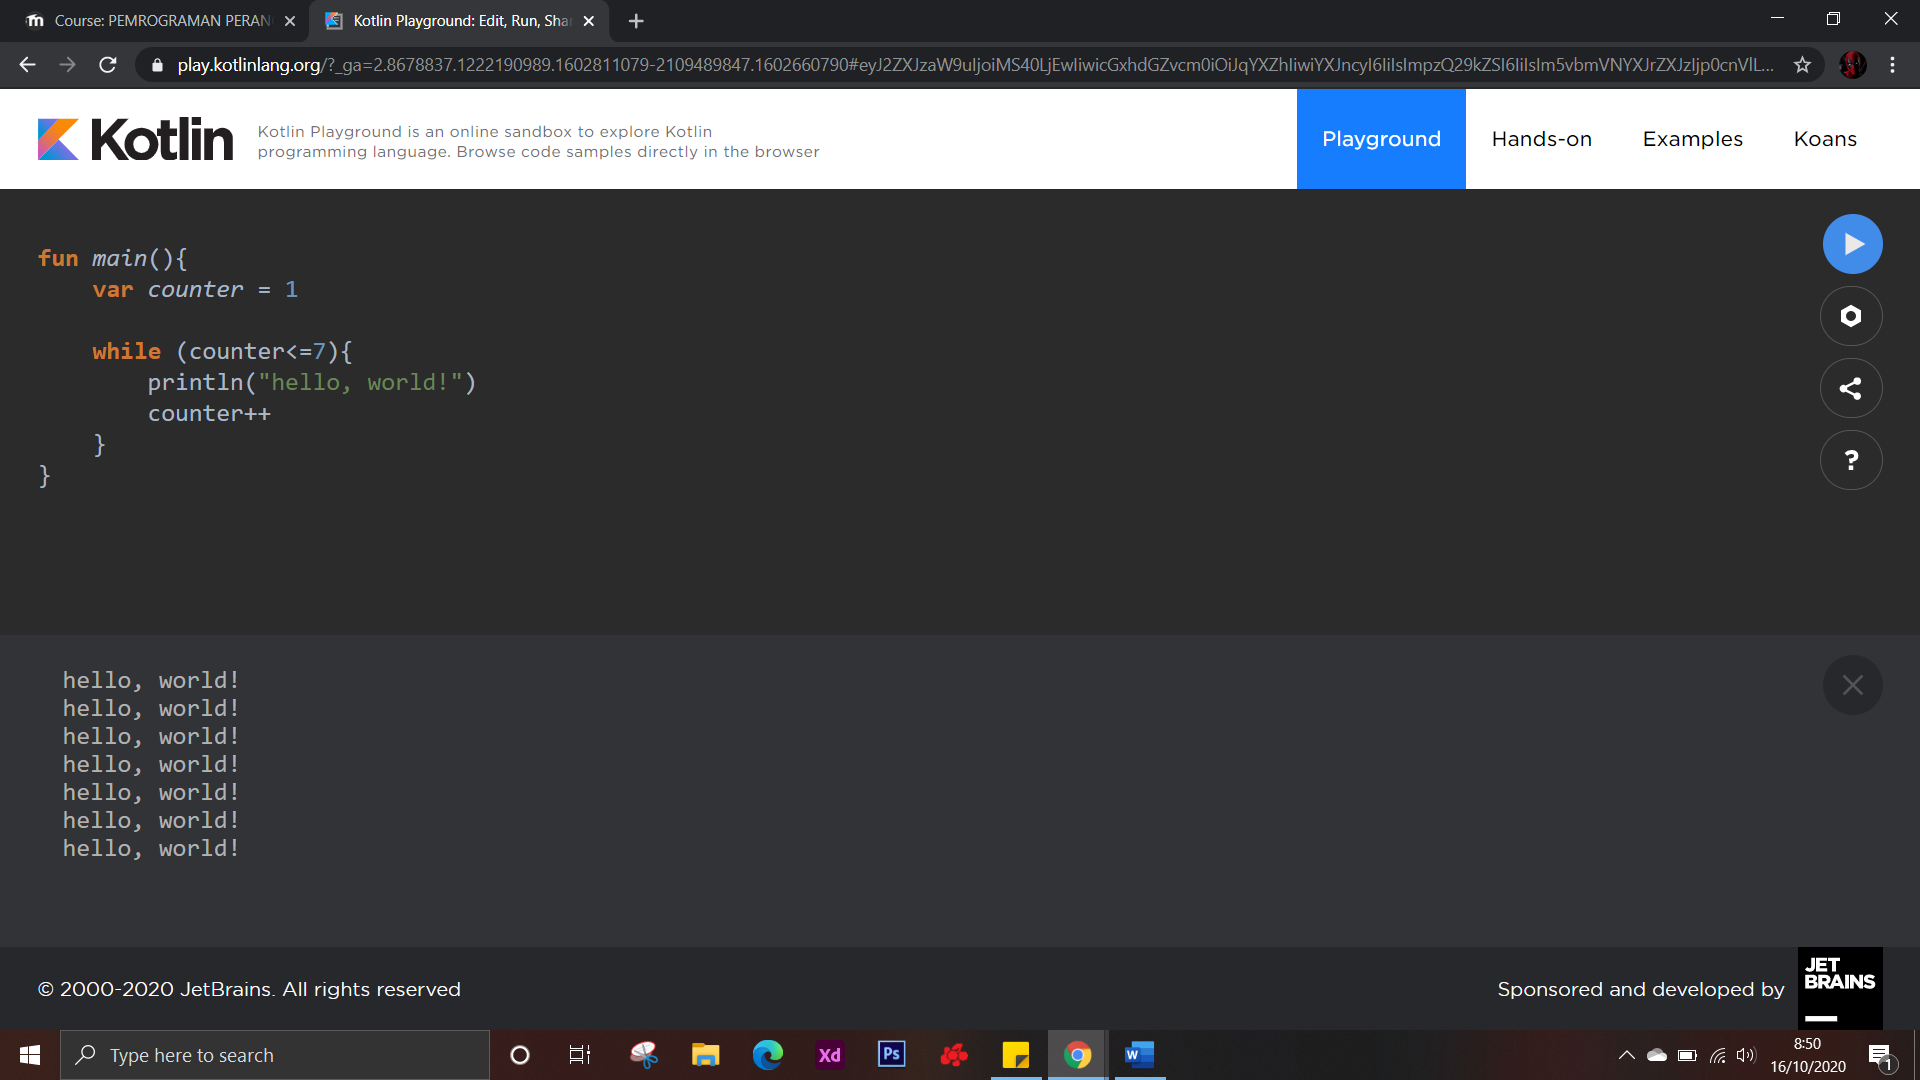 Course: PEMROGRAMAN PERAN
Kotlin Playground: Edit, Run, Shar
play.kotlinlang.org/?_ga=2.8678837.1222190989.1602811079-2109489847.1602660790#eyJ2ZXJzaW9uIjoiMS40LjEwIiwicGxhdGZvcm0iOiJqYXZhIiwiYXJncyI6IiIsImpzQ29kZSI6IiIsIm5vbmVNYXJrZXJzIjp0cnVlL...
Kotlin
Kotlin Playground is an online sandbox to explore Kotlin
programming language. Browse code samples directly in the browser
Playground
Hands-on
Examples
Koans
fun main(){
    var counter = 1
    while (counter<=7){
        println("hello, world!")
        counter++
    }
}
?
hello, world!
hello, world!
hello, world!
hello, world!
hello, world!
hello, world!
hello, world!
© 2000-2020 JetBrains. All rights reserved
Sponsored and developed by
JET
BRAINS
Type here to search
Xd
Ps
W
8:50
16/10/2020
1